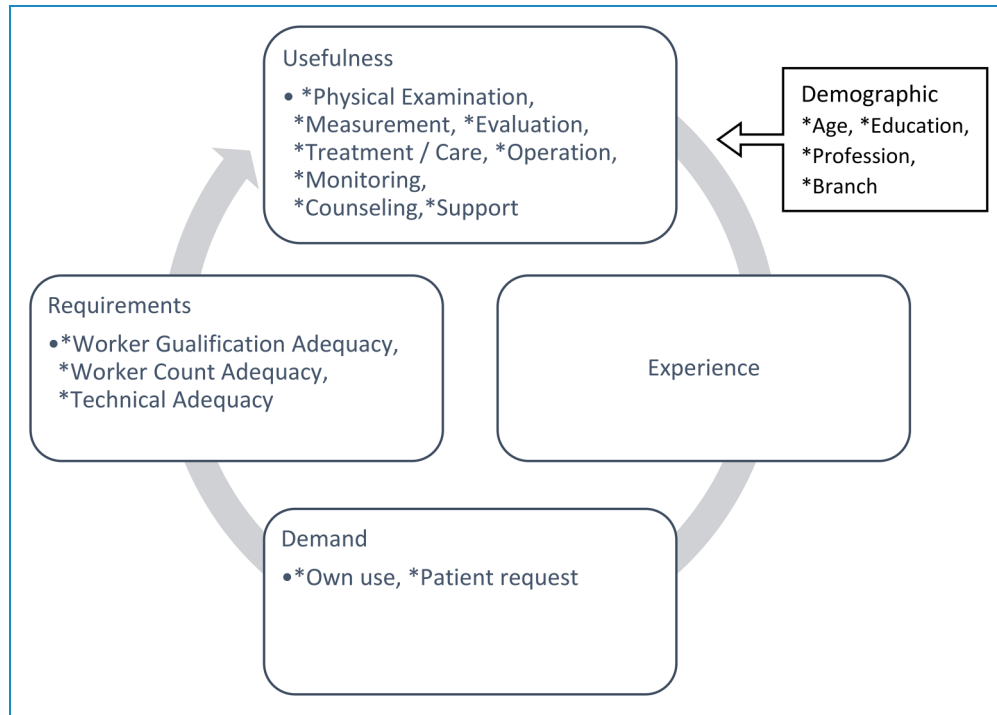 Usefulness
• *Physical Examination,
*Measurement, *Evaluation,
*Treatment / Care, *Operation,
*Monitoring,
*Counseling,*Support
Demographic
*Age, *Education,
*Profession,
*Branch
Requirements
•*Worker Gualification Adequacy,
*Worker Count Adequacy,
*Technical Adequacy
Experience
Demand
•*Own use, *Patient request